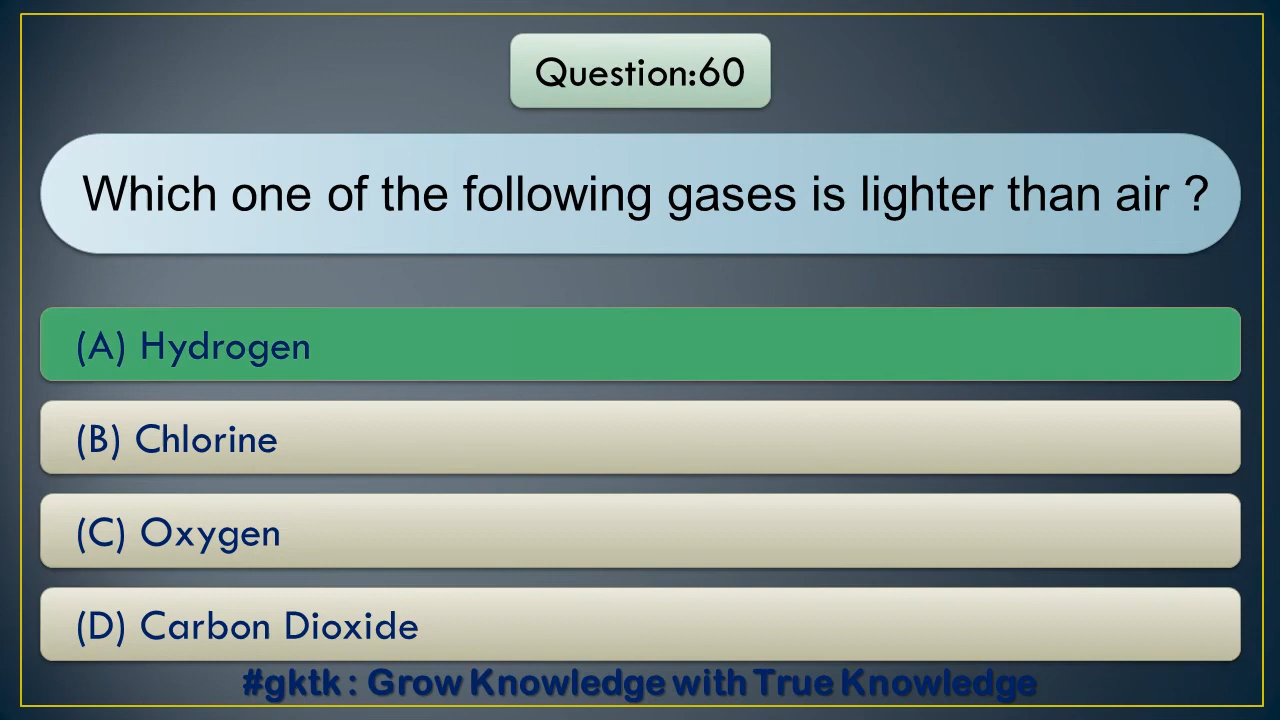 Question:60
Which one of the following gases is lighter than air ?
(A) Hydrogen
(B) Chlorine
(C) Oxygen
(D) Carbon Dioxide
#gktk : Grow Knowledge with True Knowledge